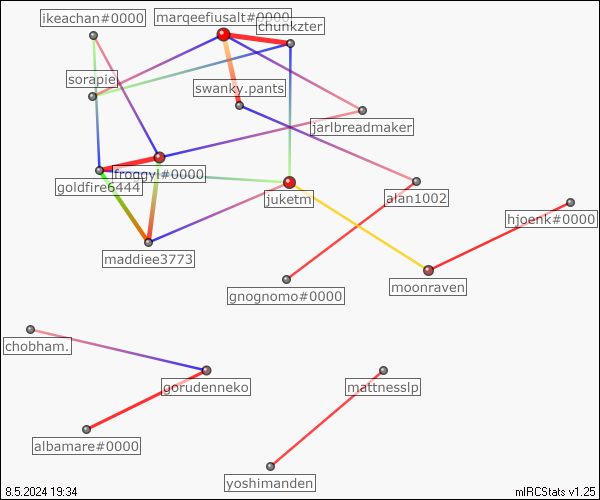 ikeachan#0000
marqeefiusalt#0000
chunkzter
sorapie
swanky.pants
jarlbreadmaker
froggyl#0000
goldfire6444
juketm
alan1002
hjoenk#0000
maddiee3773
moonraven
gnognomo#0000
chobham.
gorudenneko
mattnesslp
albamare#0000
yoshimanden
8.5.2024 19:34
mIRCStats v1.25